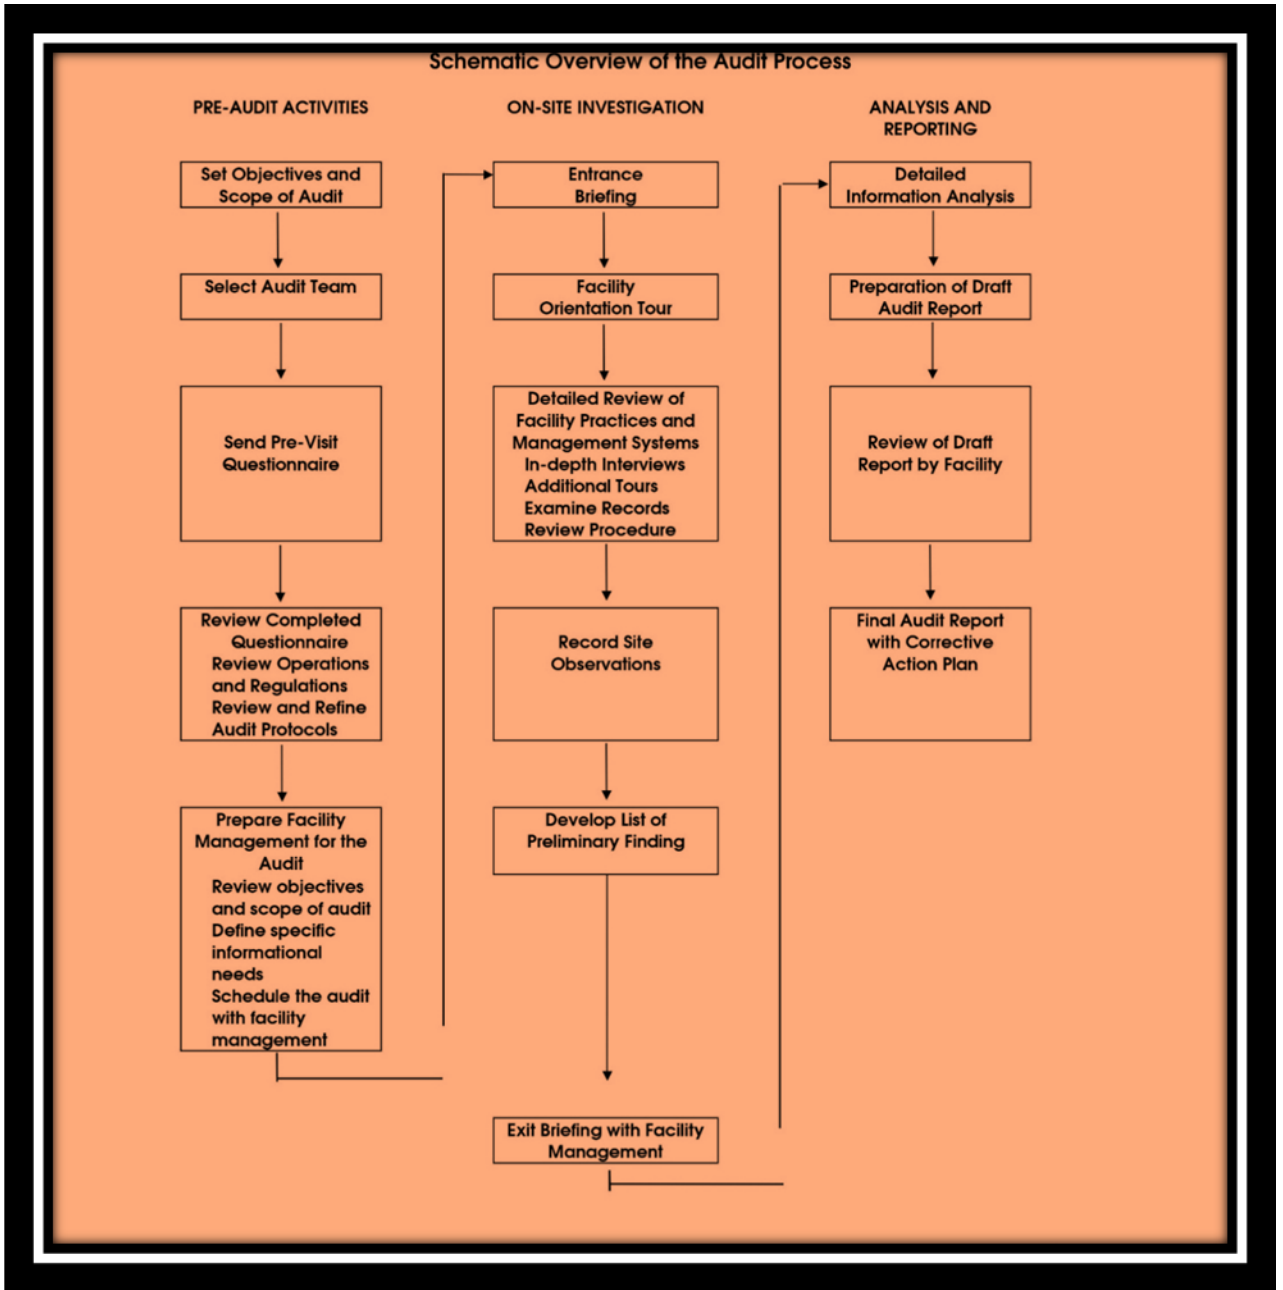 Schematic Overview of the Audit Process
PRE-AUDIT ACTIVITIES
Set Objectives and
Scope of Audit
Select Audit Team
Send Pre-Visit
Questionnaire
Review Completed
Questionnaire
Review Operations
and Regulations
Review and Refine
Audit Protocols
Prepare Facility
Management for the
Audit
Review objectives
and scope of audit
Define specific
informational
needs
Schedule the audit
with facility
management
ON-SITE INVESTIGATION
Entrance
Briefing
Facility
Orientation Tour
Detailed Review of
Facility Practices and
Management Systems
In-depth Interviews
Additional Tours
Examine Records
Review Procedure
Record Site
Observations
Develop List of
Preliminary Finding
Exit Briefing with Facility
Management
ANALYSIS AND
REPORTING
Detailed
Information Analysis
Preparation of Draft
Audit Report
Review of Draft
Report by Facility
Final Audit Report
with Corrective
Action Plan